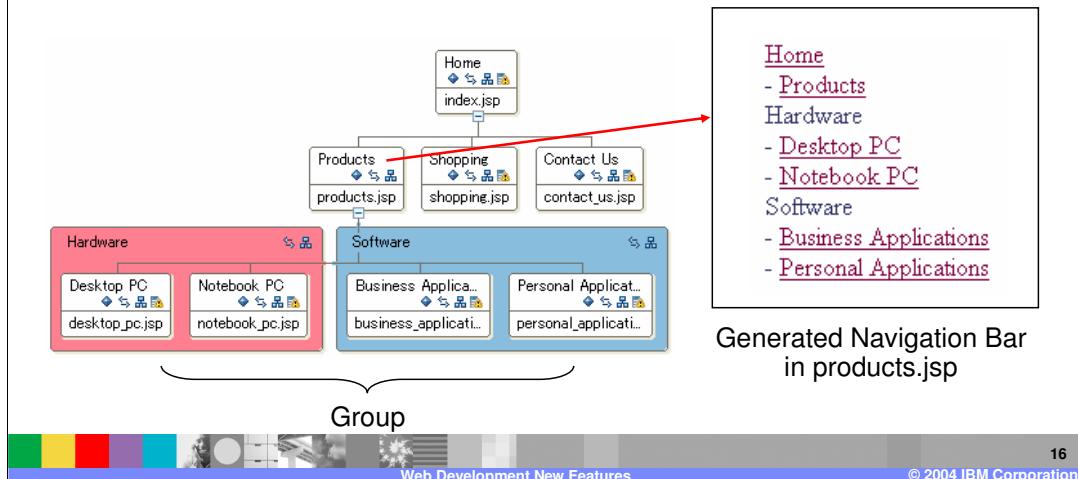 Home
index.jsp
Products
products.jsp
Shopping
shopping.jsp
Contact Us
contact_us.jsp
Hardware
Desktop PC
desktop_pc.jsp
Notebook PC
notebook_pc.jsp
Software
Business Applica...
business_applicati...
Personal Applicat...
personal_applicati...
Group
Home
- Products
Hardware
- Desktop PC
- Notebook PC
Software
- Business Applications
- Personal Applications
Generated Navigation Bar
in products.jsp
16
Web Development New Features
© 2004 IBM Corporation